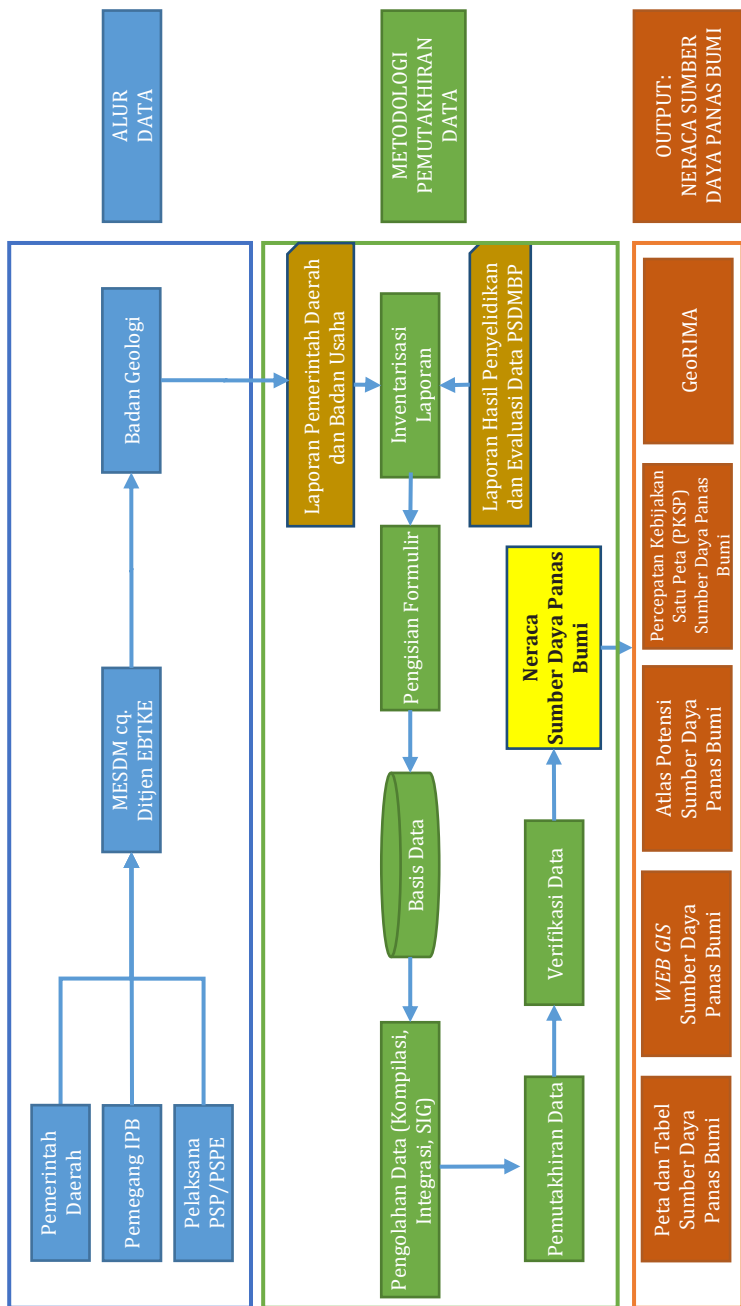 ALUR
DATA
Pemerintah
Daerah
Pemegang IPB
Pelaksana
PSP/PSPE
MESDM cq.
Ditjen EBTKE
Badan Geologi
METODOLOGI
PEMUTAKHIRAN
DATA
Laporan Pemerintah Daerah
dan Badan Usaha
Inventarisasi
Laporan
Laporan Hasil Penyelidikan
dan Evaluasi Data PSDMBP
Pengisian Formulir
Basis Data
Pengolahan Data (Kompilasi,
Integrasi, SIG)
Pemutakhiran Data
Verifikasi Data
Neraca
Sumber Daya Panas
Bumi
OUTPUT:
NERACA SUMBER
DAYA PANAS BUMI
Peta dan Tabel
Sumber Daya
Panas Bumi
WEB GIS
Sumber Daya
Panas Bumi
Atlas Potensi
Sumber Daya
Panas Bumi
Percepatan Kebijakan
Satu Peta (PKSP)
Sumber Daya Panas
Bumi
GeoRIMA